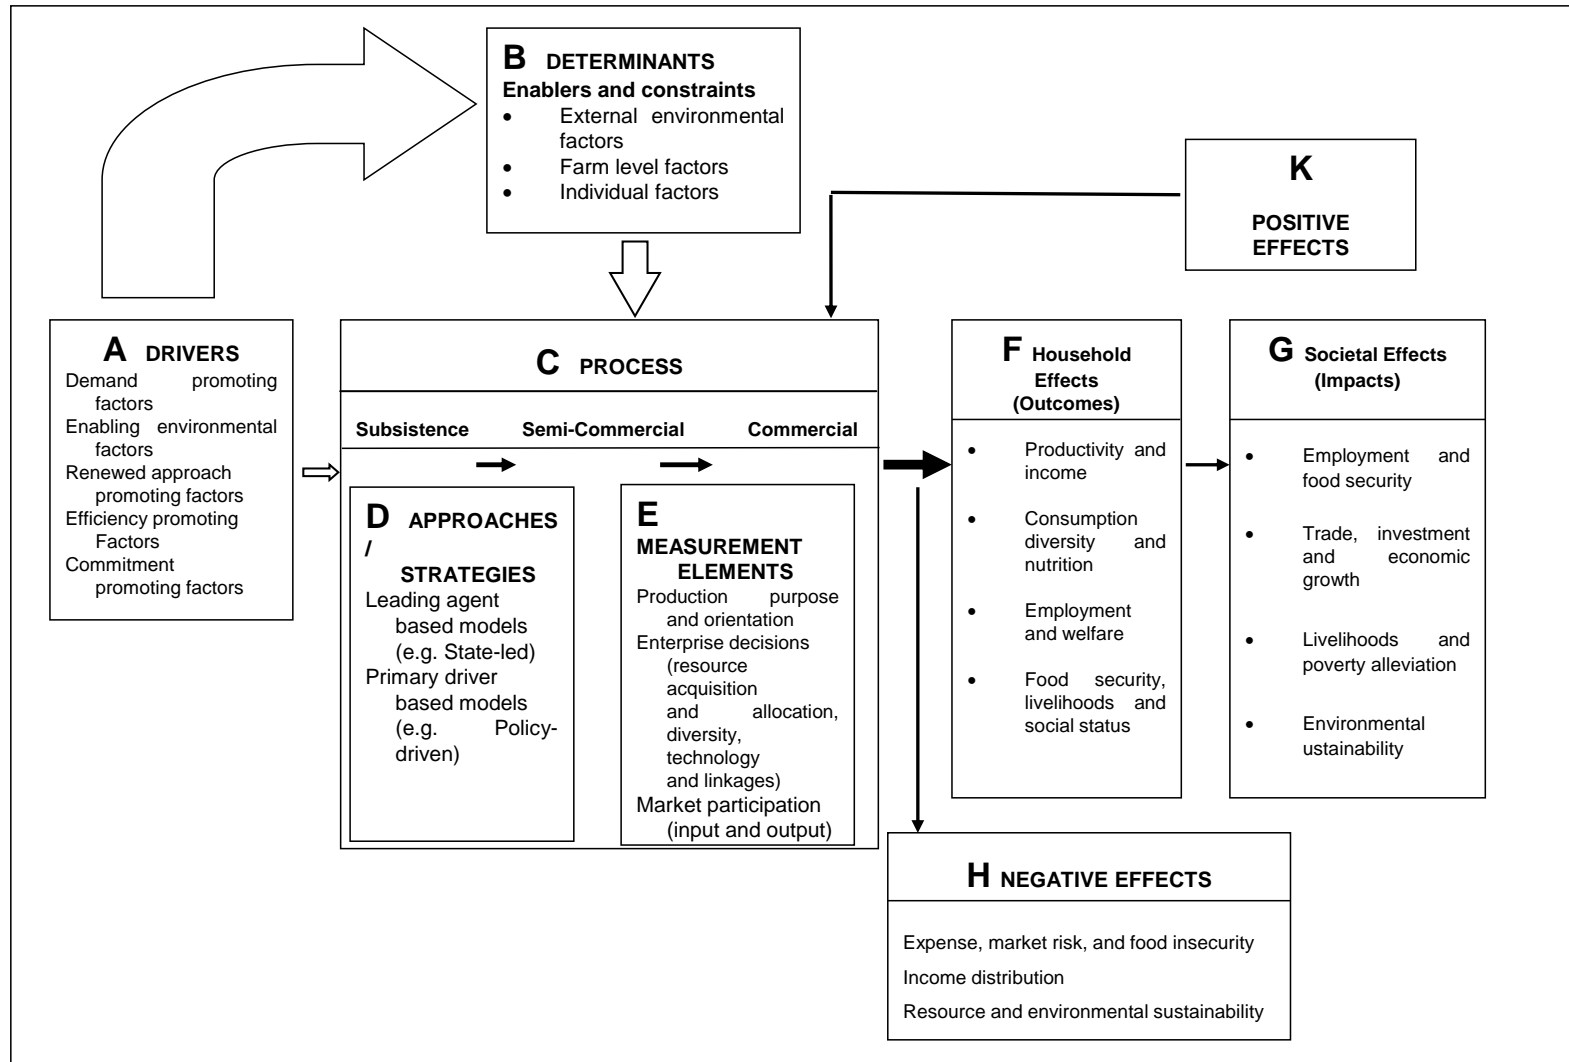 B DETERMINANTS
Enablers and constraints
• External environmental
factors
• Farm level factors
• Individual factors
K
POSITIVE
EFFECTS
A DRIVERS
Demand promoting
factors
Enabling environmental
factors
Renewed approach
promoting factors
Efficiency promoting
Factors
Commitment
promoting factors
C PROCESS
Subsistence Semi-Commercial Commercial
D APPROACHES
/
STRATEGIES
Leading agent
based models
(e.g. State-led)
Primary driver
based models
(e.g. Policy-
driven)
E
MEASUREMENT
ELEMENTS
Production purpose
and orientation
Enterprise decisions
(resource
acquisition
and allocation,
diversity,
technology
and linkages)
Market participation
(input and output)
F Household
Effects
(Outcomes)
• Productivity and
income
• Consumption
diversity and
nutrition
• Employment
and welfare
• Food security,
livelihoods and
social status
G Societal Effects
(Impacts)
• Employment and
food security
• Trade, investment
and economic
growth
• Livelihoods and
poverty alleviation
• Environmental
ustainability
H NEGATIVE EFFECTS
Expense, market risk, and food insecurity
Income distribution
Resource and environmental sustainability